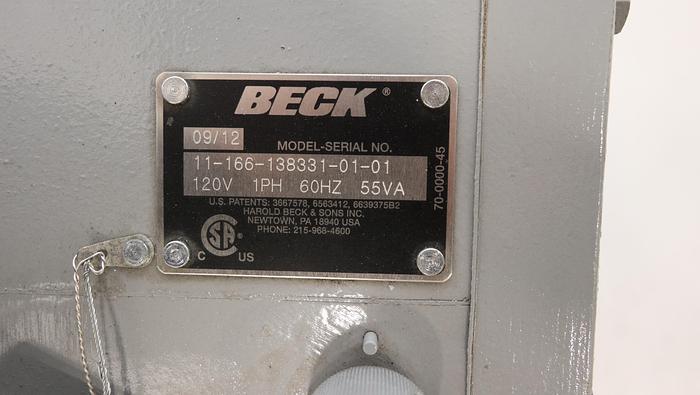 BECK®
09/12
MODEL-SERIAL NO.
11-166-138331-01-01
120V 1PH 60HZ 55VA
U.S. PATENTS: 3667578, 6563412, 6639375B2
HAROLD BECK & SONS INC.
NEWTOWN, PA 18940 USA
PHONE: 215-968-4600
SA
C US
70-0000-45